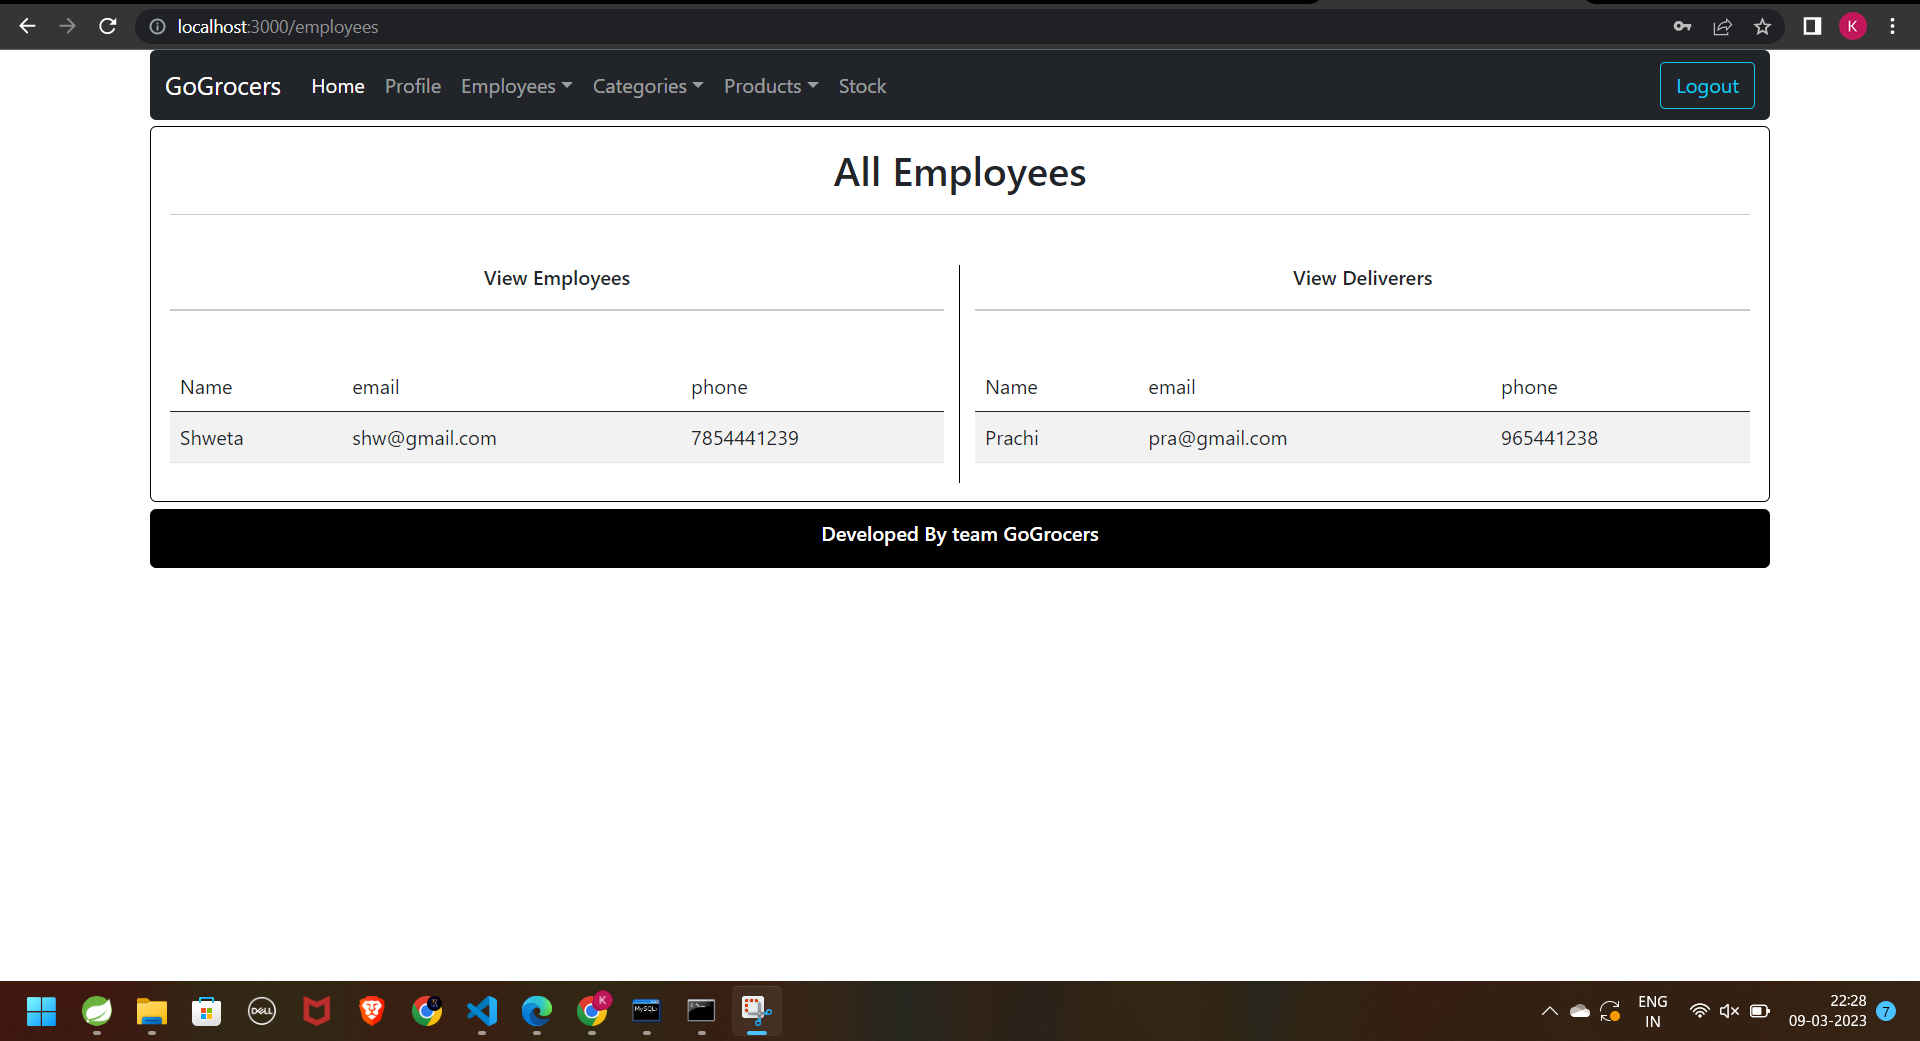 localhost:3000/employees
K
GoGrocers Home Profile Employees Categories Products Stock Logout
All Employees
View Employees View Deliverers
Name email phone Name email phone
Shweta shw@gmail.com 7854441239 Prachi pra@gmail.com 965441238
Developed By team GoGrocers
DELL
K
MySQL
ENG
IN
22:28
09-03-2023
7